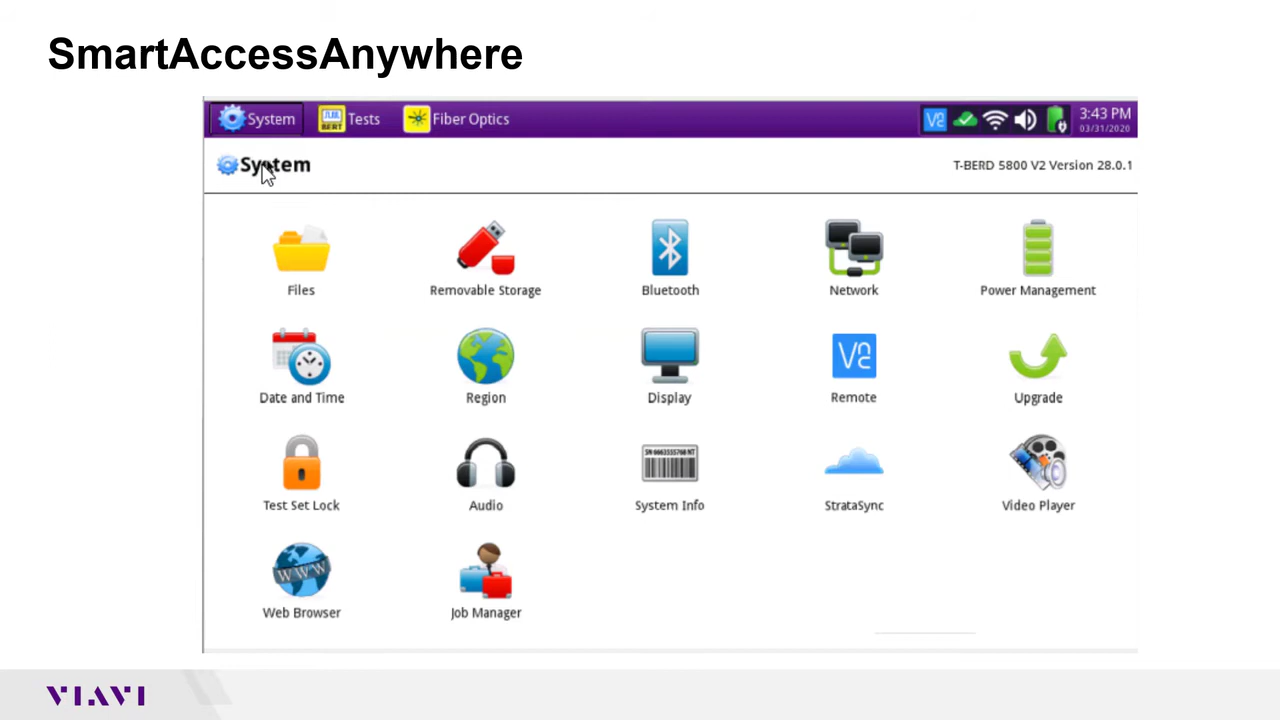 SmartAccessAnywhere
System Tests Fiber Optics 3:43 PM
03/31/2020
System T-BERD 5800 V2 Version 28.0.1
Files Removable Storage Bluetooth Network Power Management
Date and Time Region Display Remote Upgrade
Test Set Lock Audio System Info StrataSync Video Player
WWW
Web Browser Job Manager
VIAVI